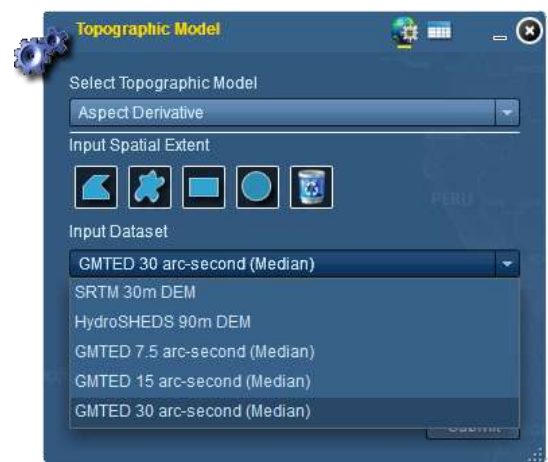 Topographic Model
Select Topographic Model
Aspect Derivative
Input Spatial Extent
PERU
Input Dataset
GMTED 30 arc-second (Median)
SRTM 30m DEM
HydroSHEDS 90m DEM
GMTED 7.5 arc-second (Median)
GMTED 15 arc-second (Median)
GMTED 30 arc-second (Median)
Submit